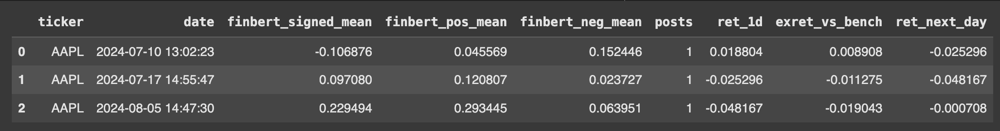 ticker date finbert_signed_mean finbert_pos_mean finbert_neg_mean posts ret_1d exret_vs_bench ret_next_day
0 AAPL 2024-07-10 13:02:23 -0.106876 0.045569 0.152446 1 0.018804 0.008908 -0.025296
1 AAPL 2024-07-17 14:55:47 0.097080 0.120807 0.023727 1 -0.025296 -0.011275 -0.048167
2 AAPL 2024-08-05 14:47:30 0.229494 0.293445 0.063951 1 -0.048167 -0.019043 -0.000708